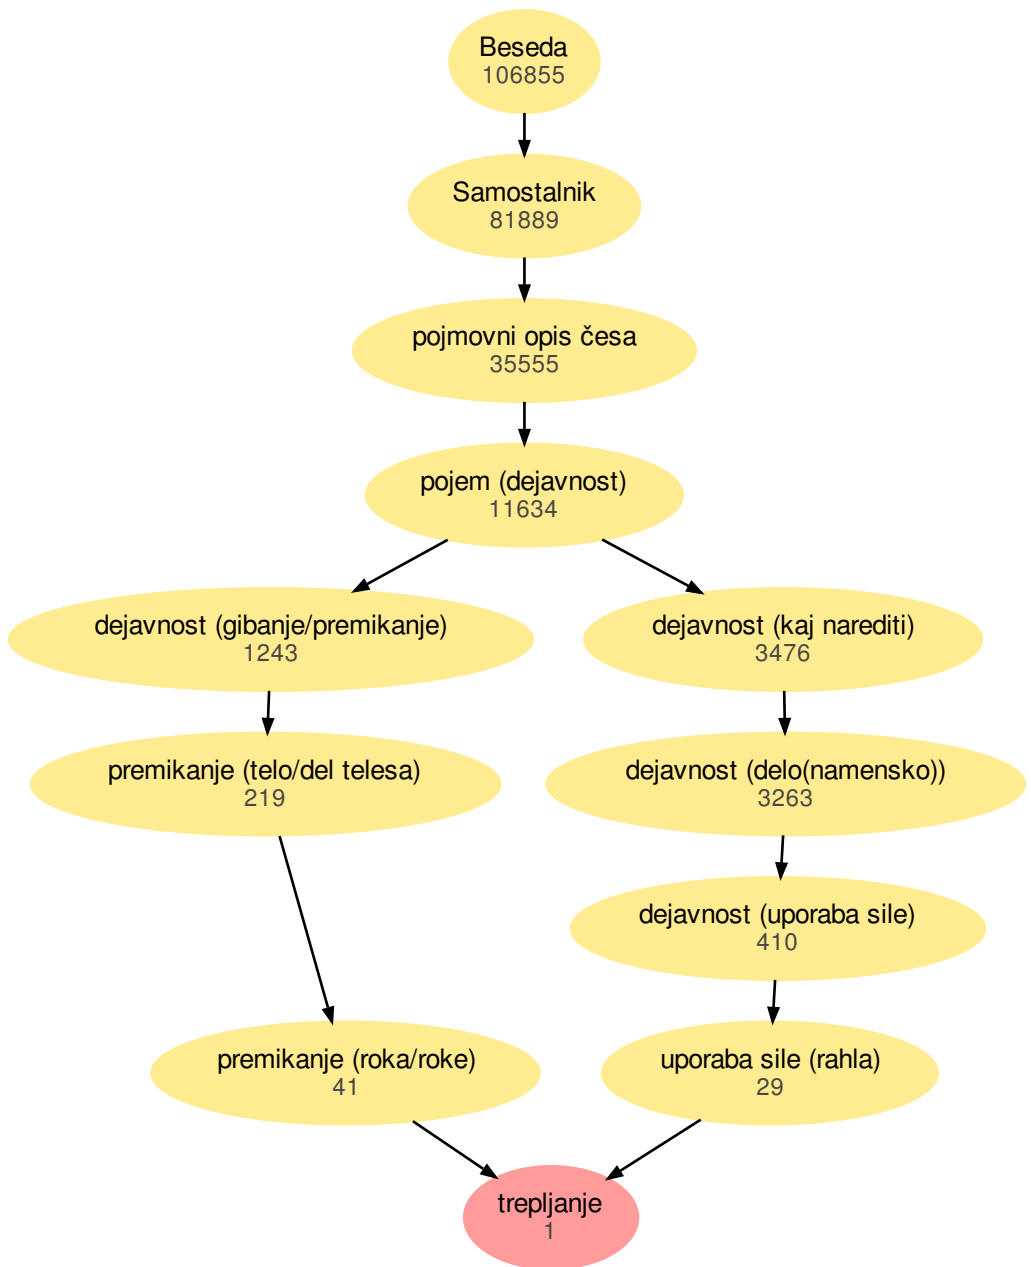 Beseda
106855
Samostalnik
81889
pojmovni opis česa
35555
pojem (dejavnost)
11634
dejavnost (gibanje/premikanje)
1243
dejavnost (kaj narediti)
3476
premikanje (telo/del telesa)
219
dejavnost (delo(namensko))
3263
dejavnost (uporaba sile)
410
premikanje (roka/roke)
41
uporaba sile (rahla)
29
trepljanje
1